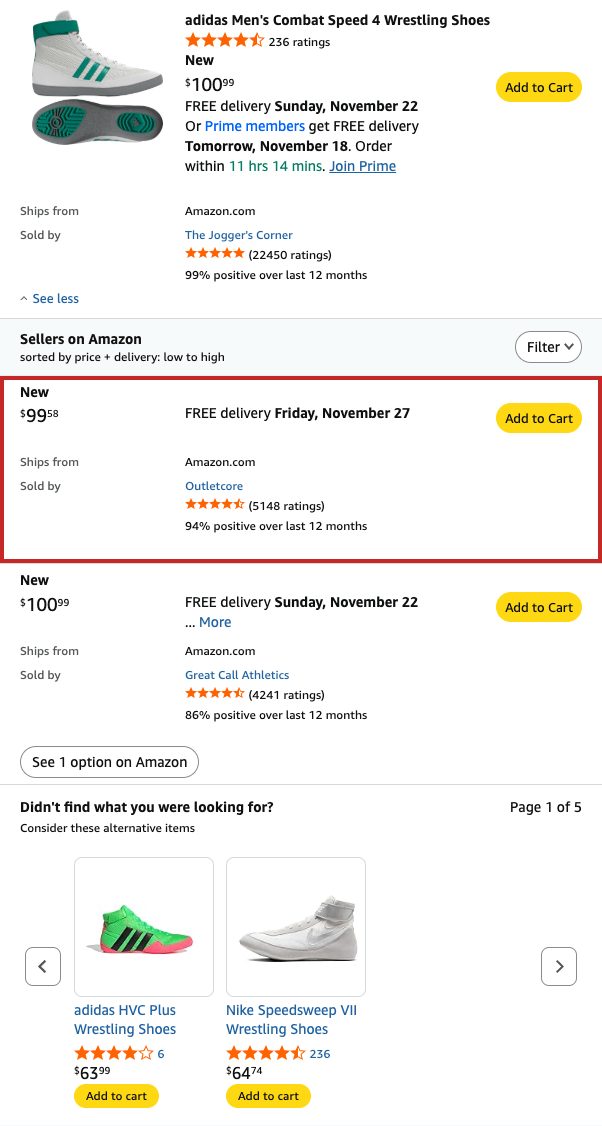 adidas Men's Combat Speed 4 Wrestling Shoes
236 ratings
New
$100.99
FREE delivery Sunday, November 22
Or Prime members get FREE delivery
Tomorrow, November 18. Order
within 11 hrs 14 mins. Join Prime
Add to Cart
Ships from Amazon.com
Sold by The Jogger's Corner
(22450 ratings)
99% positive over last 12 months
See less
Sellers on Amazon
sorted by price + delivery: low to high
Filter
New
$99.58
FREE delivery Friday, November 27
Add to Cart
Ships from Amazon.com
Sold by Outletcore
(5148 ratings)
94% positive over last 12 months
New
$100.99
FREE delivery Sunday, November 22
... More
Add to Cart
Ships from Amazon.com
Sold by Great Call Athletics
(4241 ratings)
86% positive over last 12 months
See 1 option on Amazon
Didn't find what you were looking for?
Page 1 of 5
Consider these alternative items
adidas HVC Plus
Wrestling Shoes
6
$63.99
Add to cart
Nike Speedsweep VII
Wrestling Shoes
236
$64.74
Add to cart